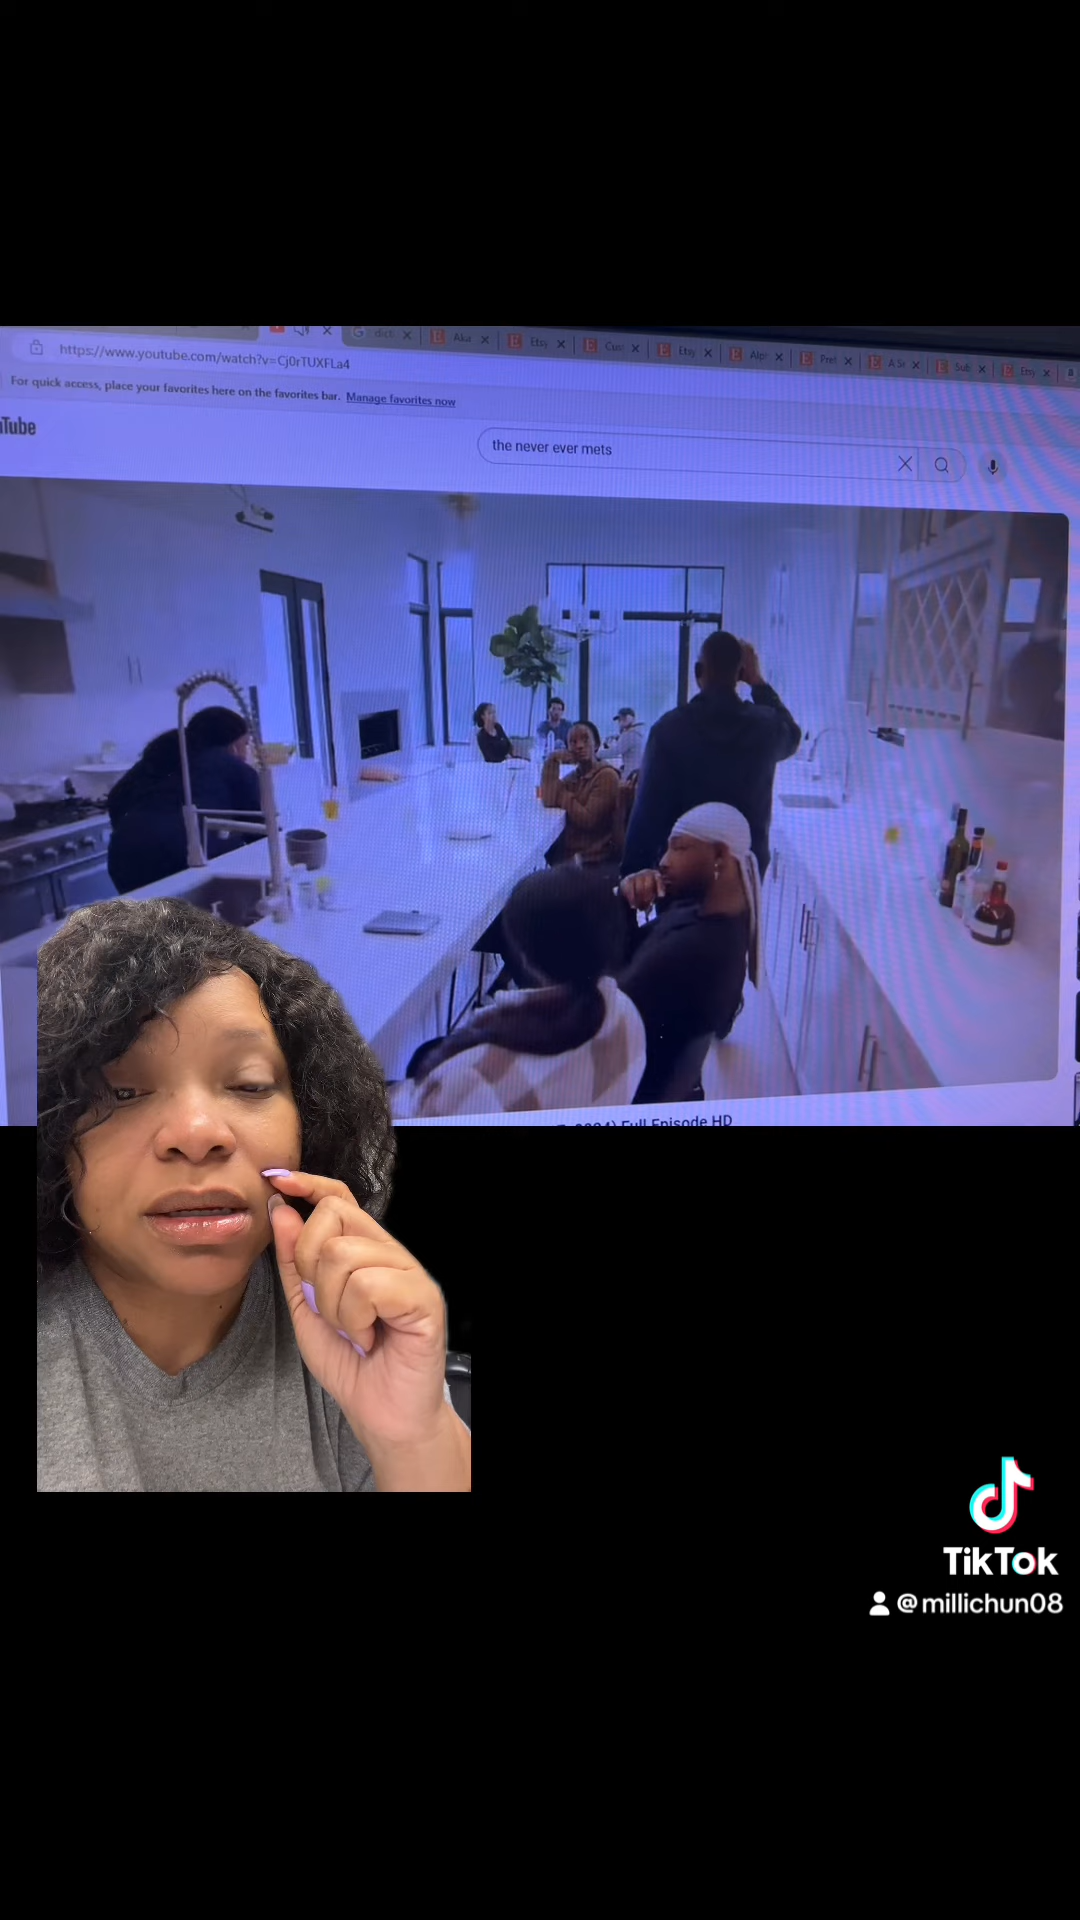 https://www.youtube.com/watch?v=Cj0rTUXFLa4
For quick access, place your favorites here on the favorites bar. Manage favorites now
Tube
the never ever mets
Full Episode HD
TikTok
@millichun08